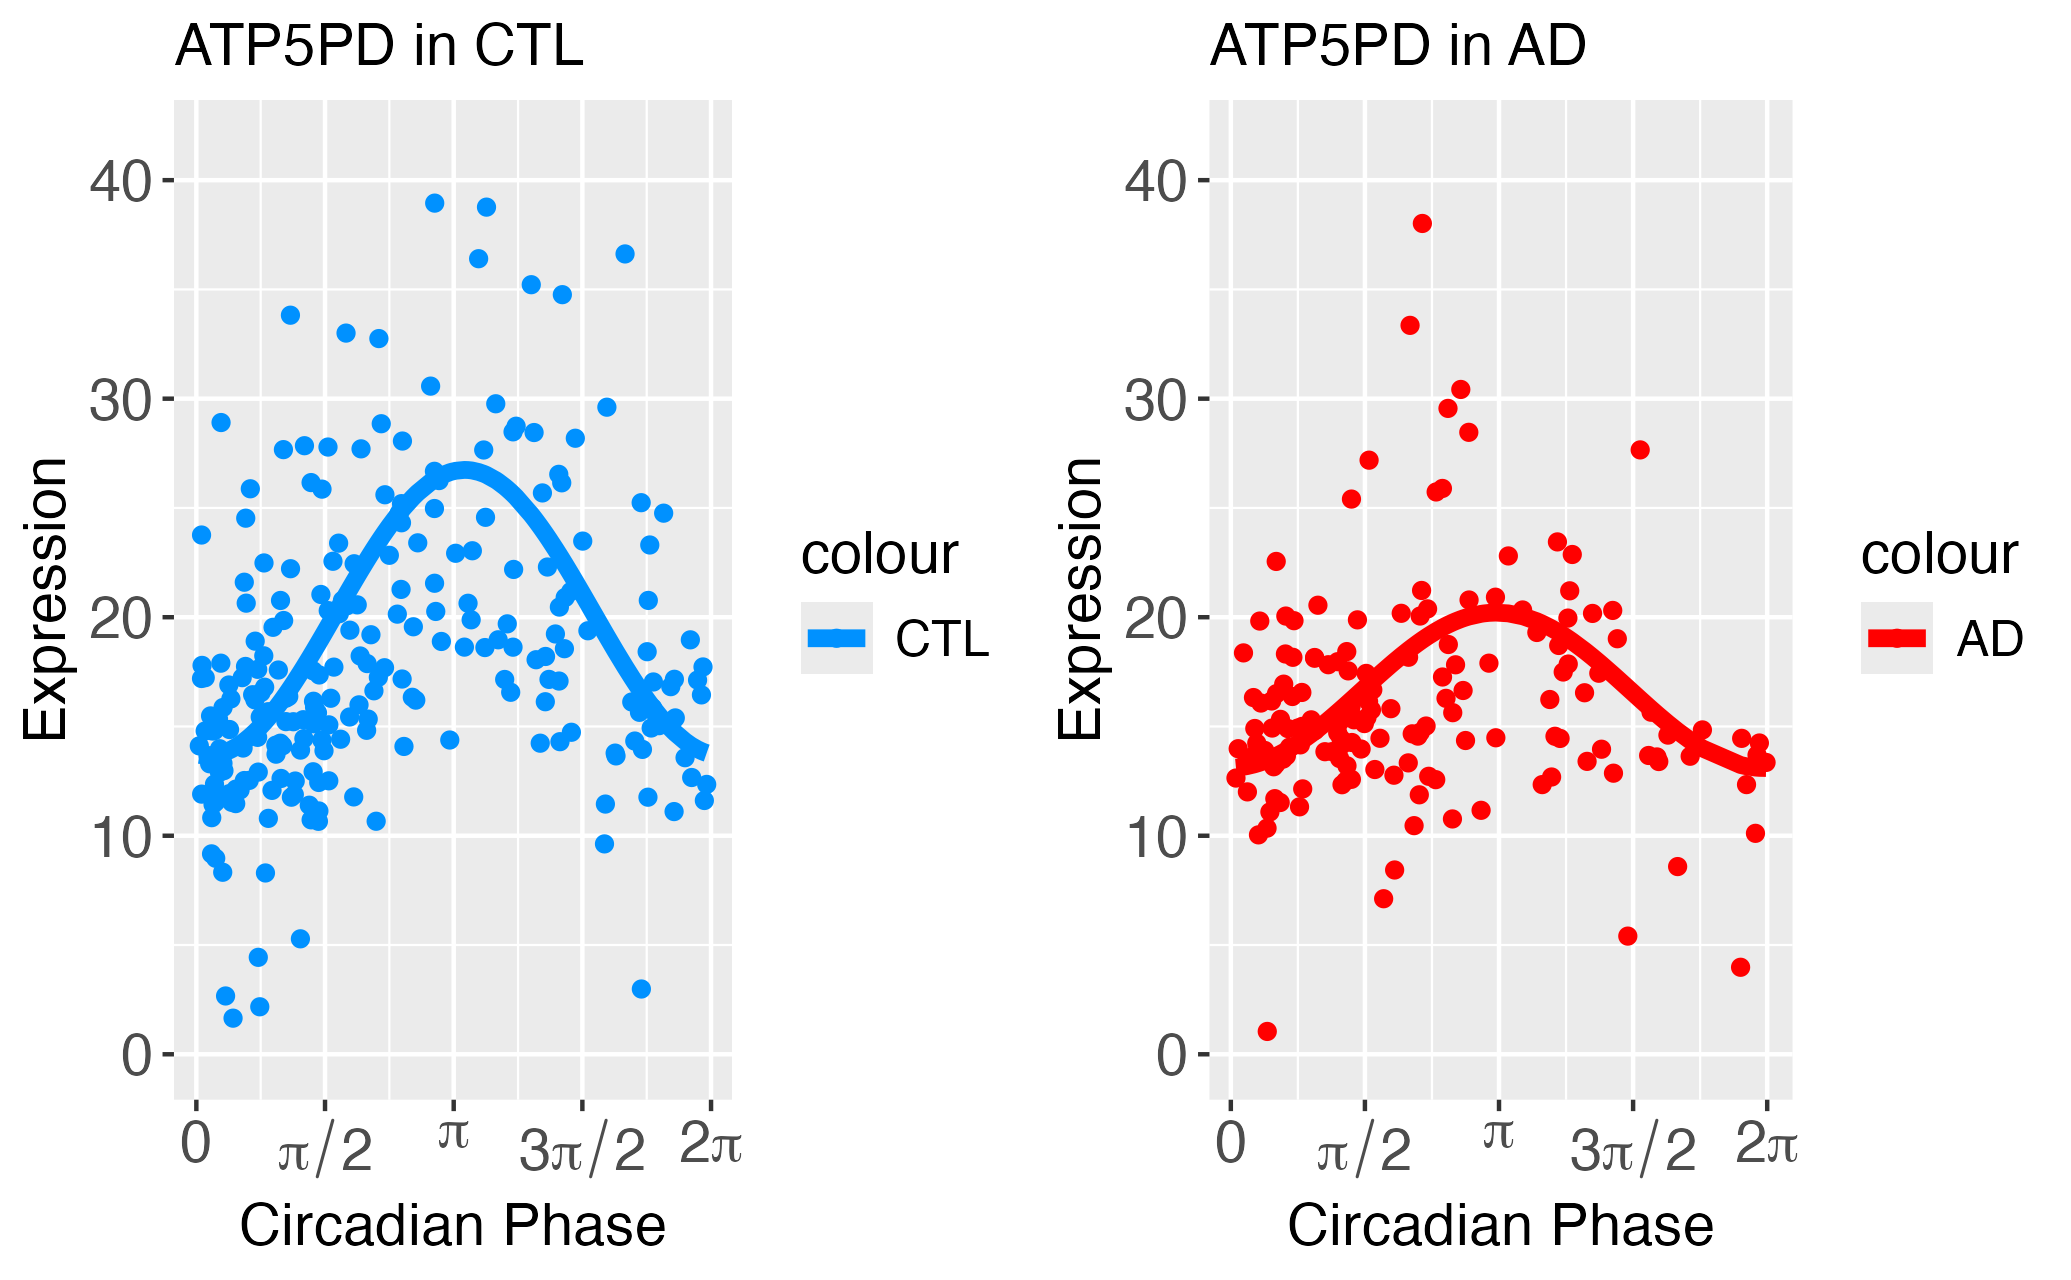 ATP5PD in CTL
Expression
40
30
20
10
0
0 π/2 π 3π/2 2π
Circadian Phase
colour
CTL
ATP5PD in AD
Expression
40
30
20
10
0
0 π/2 π 3π/2 2π
Circadian Phase
colour
AD